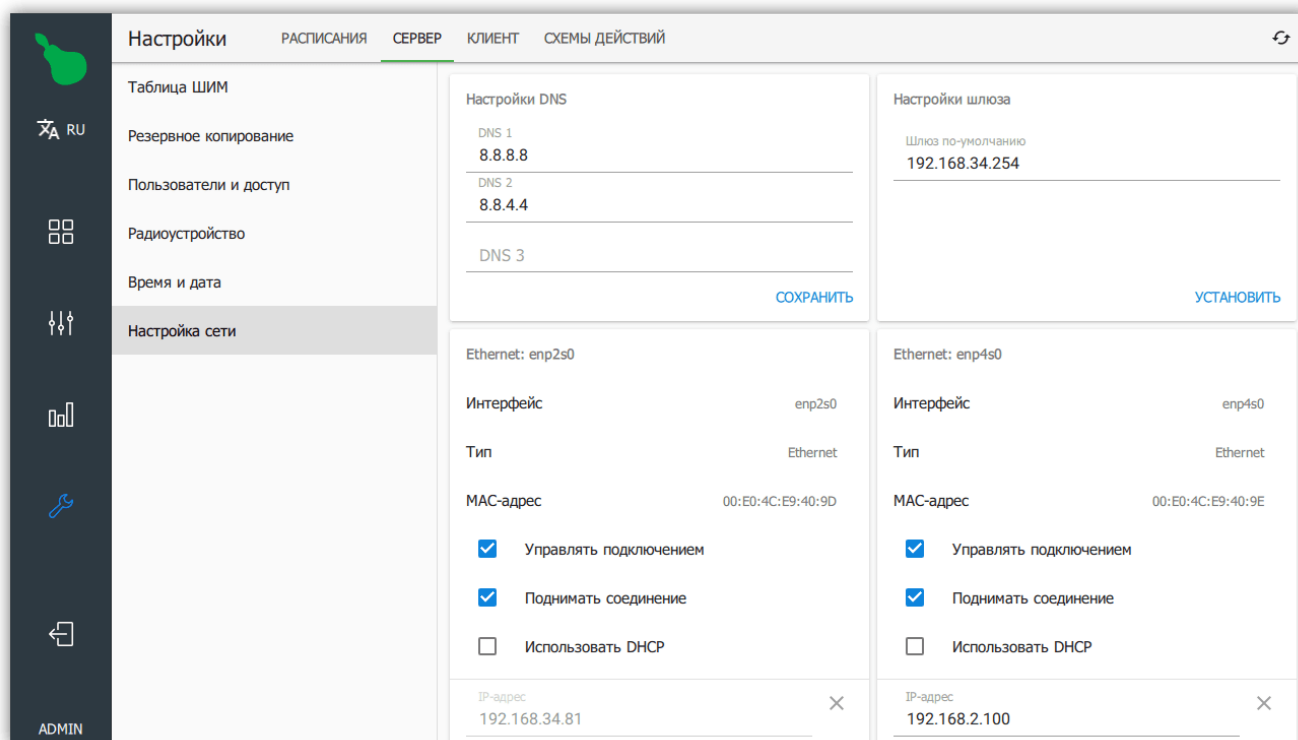 Настройки РАСПИСАНИЯ СЕРВЕР КЛИЕНТ СХЕМЫ ДЕЙСТВИЙ
RU
ADMIN
Таблица ШИМ
Резервное копирование
Пользователи и доступ
Радиоустройство
Время и дата
Настройка сети
Настройки DNS
DNS 1
8.8.8.8
DNS 2
8.8.4.4
DNS 3
СОХРАНИТЬ
Настройки шлюза
Шлюз по-умолчанию
192.168.34.254
УСТАНОВИТЬ
Ethernet: enp2s0
Интерфейс enp2s0
Тип Ethernet
MAC-адрес 00:E0:4C:E9:40:9D
Управлять подключением
Поднимать соединение
Использовать DHCP
IP-адрес
192.168.34.81
Ethernet: enp4s0
Интерфейс enp4s0
Тип Ethernet
MAC-адрес 00:E0:4C:E9:40:9E
Управлять подключением
Поднимать соединение
Использовать DHCP
IP-адрес
192.168.2.100